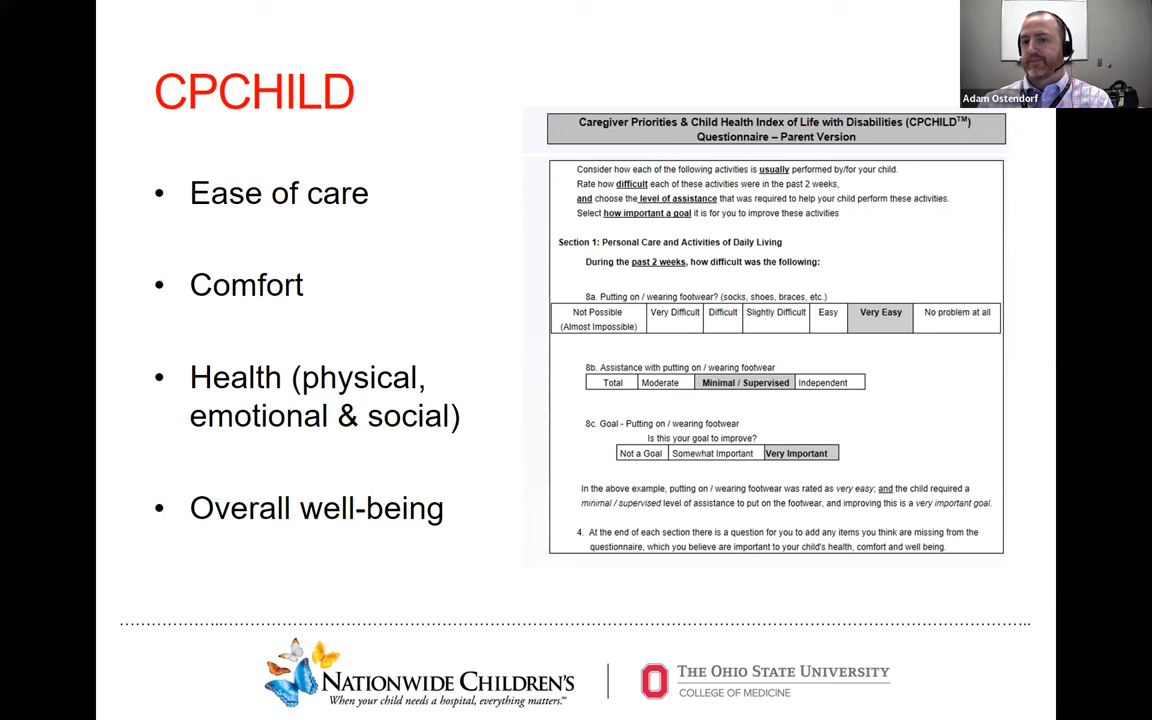 CPCHILD
Adam Ostendorf
• Ease of care
• Comfort
• Health (physical,
emotional & social)
• Overall well-being
Caregiver Priorities & Child Health Index of Life with Disabilities (CPCHILD™)
Questionnaire – Parent Version
Consider how each of the following activities is usually performed by/for your child.
Rate how difficult each of these activities were in the past 2 weeks,
and choose the level of assistance that was required to help your child perform these activities.
Select how important a goal it is for you to improve these activities
Section 1: Personal Care and Activities of Daily Living
During the past 2 weeks, how difficult was the following:
8a. Putting on / wearing footwear? (socks, shoes, braces, etc.)
Not Possible Very Difficult Difficult Slightly Difficult Easy Very Easy No problem at all
(Almost Impossible)
8b. Assistance with putting on / wearing footwear
Total Moderate Minimal / Supervised Independent
8c. Goal - Putting on / wearing footwear
Is this your goal to improve?
Not a Goal Somewhat Important Very Important
In the above example, putting on / wearing footwear was rated as very easy; and the child required a
minimal / supervised level of assistance to put on the footwear, and improving this is a very important goal.
4. At the end of each section there is a question for you to add any items you think are missing from the
questionnaire, which you believe are important to your child's health, comfort and well being.
NATIONWIDE CHILDREN'S
When your child needs a hospital, everything matters.℠
THE OHIO STATE UNIVERSITY
COLLEGE OF MEDICINE